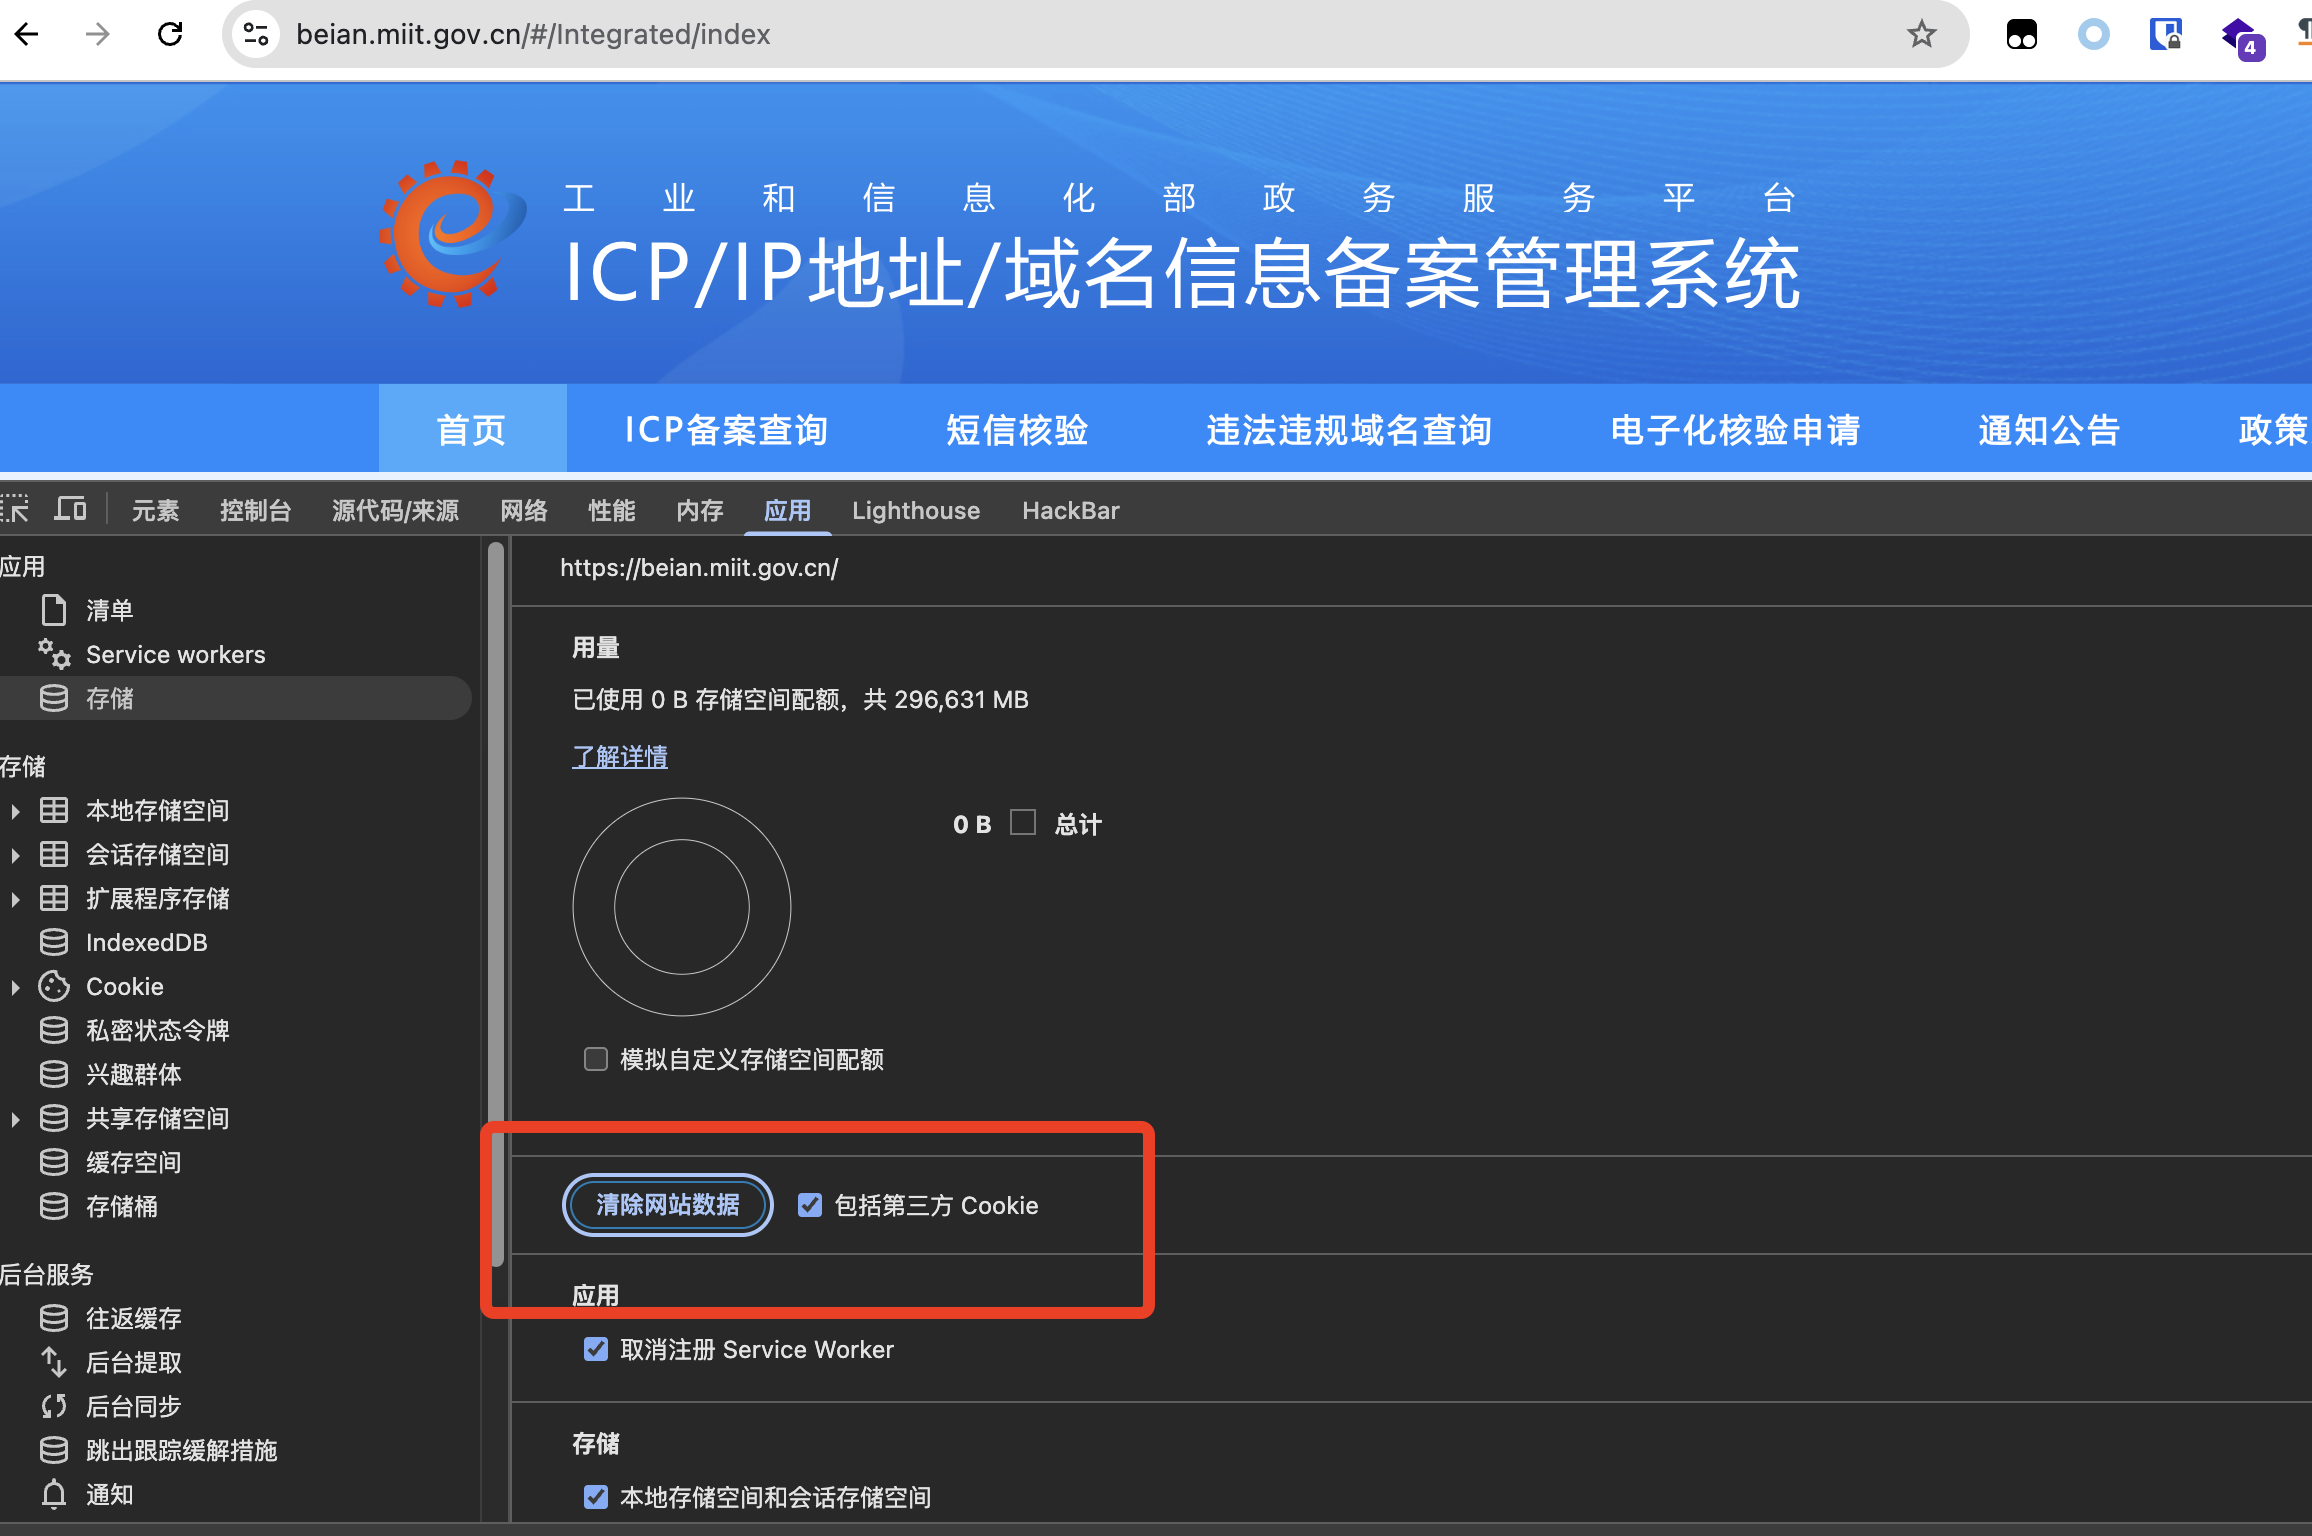 beian.miit.gov.cn/#/Integrated/index
4
工业和信息化部政务服务平台
ICP/IP地址/域名信息备案管理系统
首页 ICP备案查询 短信核验 违法违规域名查询 电子化核验申请 通知公告 政策
元素 控制台 源代码/来源 网络 性能 内存 应用 Lighthouse HackBar
应用
清单
Service workers
存储
存储
本地存储空间
会话存储空间
扩展程序存储
IndexedDB
Cookie
私密状态令牌
兴趣群体
共享存储空间
缓存空间
存储桶
后台服务
往返缓存
后台提取
后台同步
跳出跟踪缓解措施
通知
https://beian.miit.gov.cn/
用量
已使用 0 B 存储空间配额，共 296,631 MB
了解详情
0 B 总计
模拟自定义存储空间配额
清除网站数据 包括第三方 Cookie
应用
取消注册 Service Worker
存储
本地存储空间和会话存储空间